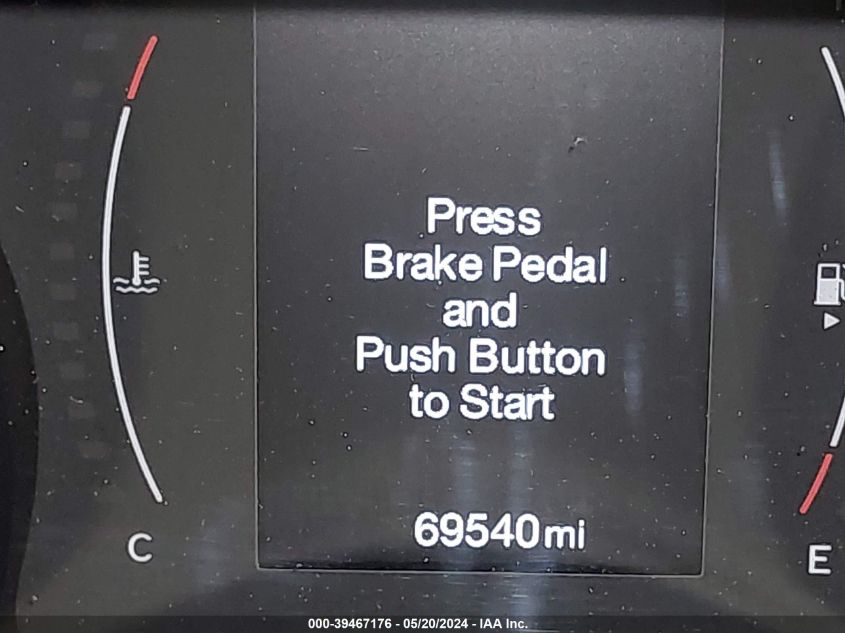 Press
Brake Pedal
and
Push Button
to Start
69540mi
C
E
000-39467176 - 05/20/2024 - IAA Inc.